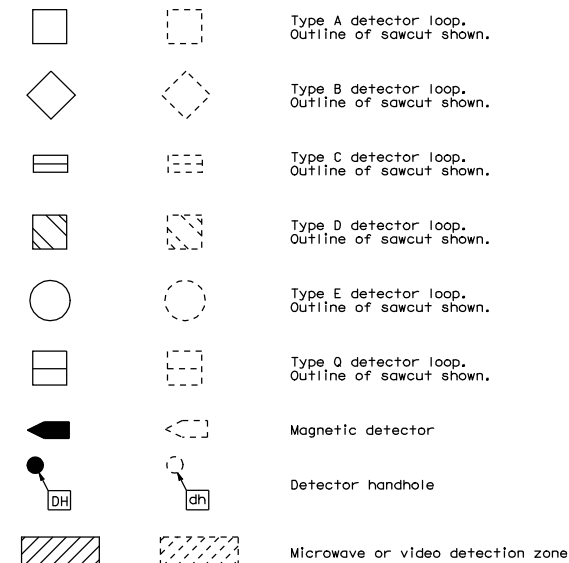 Type A detector loop.
Outline of sawcut shown.
Type B detector loop.
Outline of sawcut shown.
Type C detector loop.
Outline of sawcut shown.
Type D detector loop.
Outline of sawcut shown.
Type E detector loop.
Outline of sawcut shown.
Type Q detector loop.
Outline of sawcut shown.
Magnetic detector
DH dh Detector handhole
Microwave or video detection zone